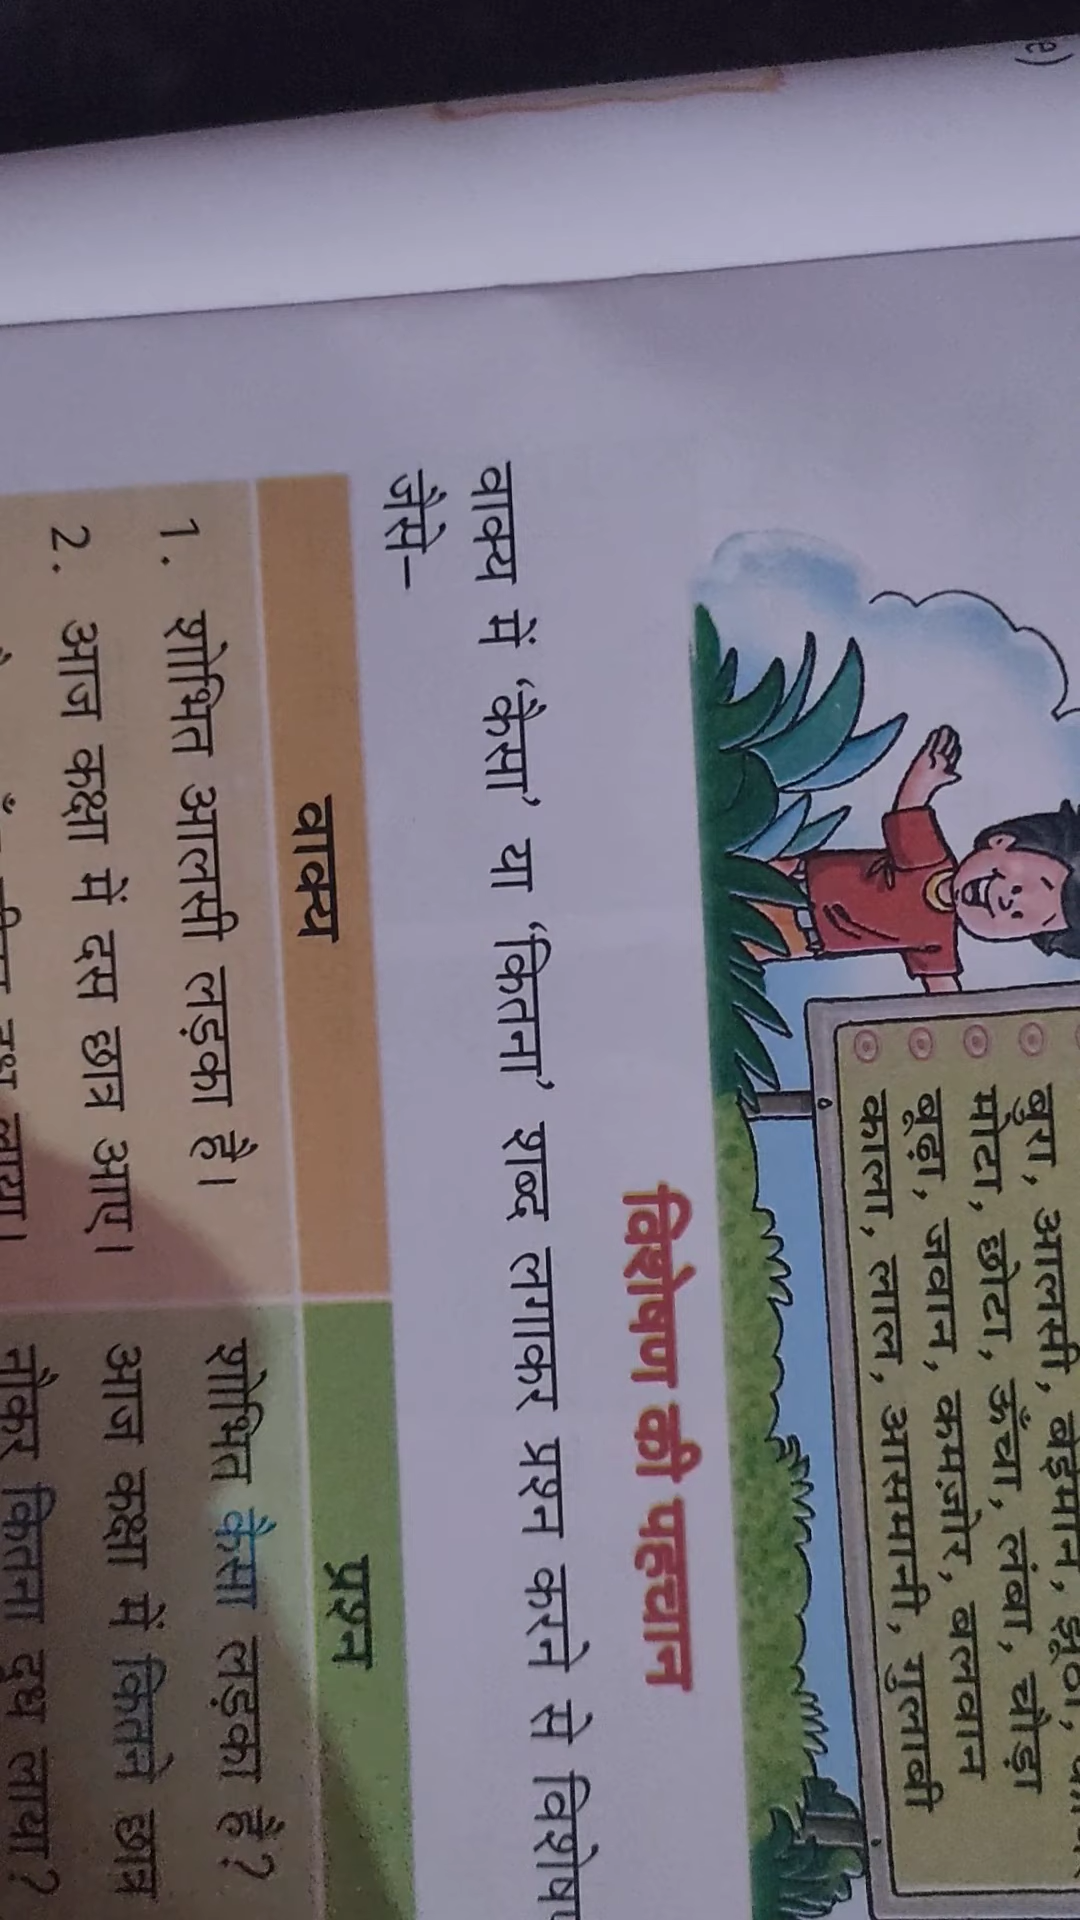 बुरा, आलसी, बेईमान, झूठा,
मोटा, छोटा, ऊँचा, लंबा, चौड़ा
बूढ़ा, जवान, कमज़ोर, बलवान
काला, लाल, आसमानी, गुलाबी
विशेषण की पहचान
वाक्य में ‘कैसा’ या ‘कितना’ शब्द लगाकर प्रश्न करने से
जैसे–
वाक्य प्रश्न
1. शोभित आलसी लड़का है। शोभित कैसा लड़का है?
2. आज कक्षा में दस छात्र आए। आज कक्षा में कितने छात्र
नौकर कितना दूध लाया?